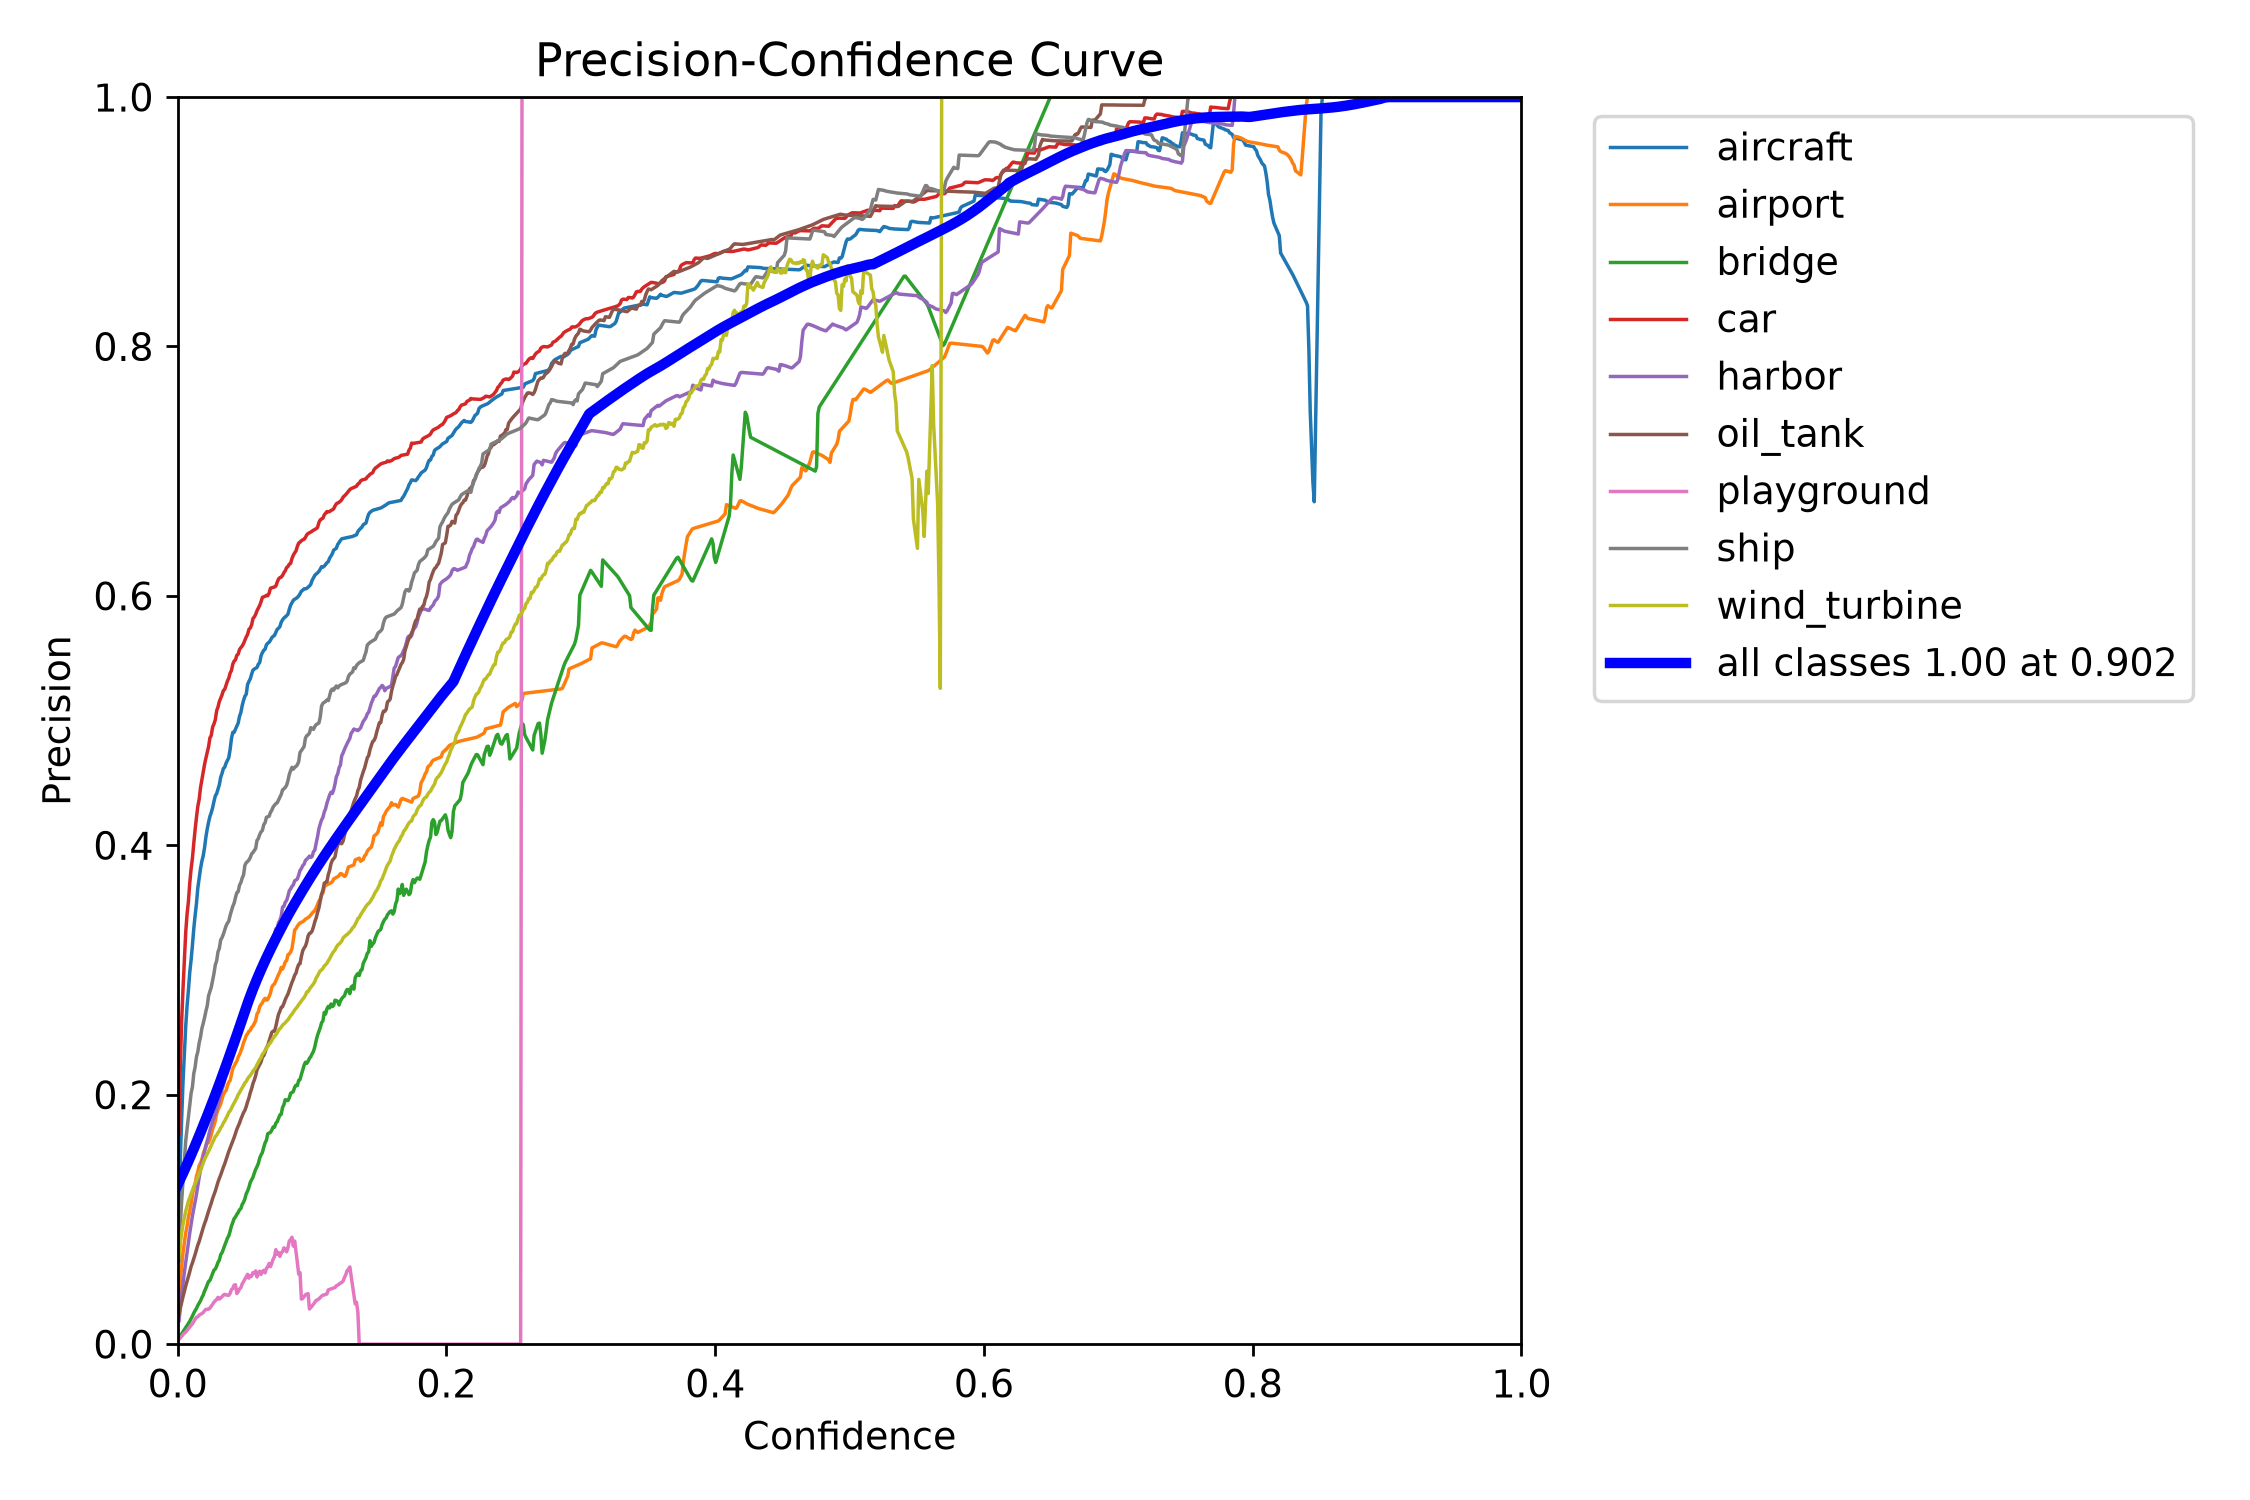 Precision-Confidence Curve
1.0
0.8
0.6
0.4
0.2
0.0
Precision
0.0 0.2 0.4 0.6 0.8 1.0
Confidence
aircraft
airport
bridge
car
harbor
oil_tank
playground
ship
wind_turbine
all classes 1.00 at 0.902